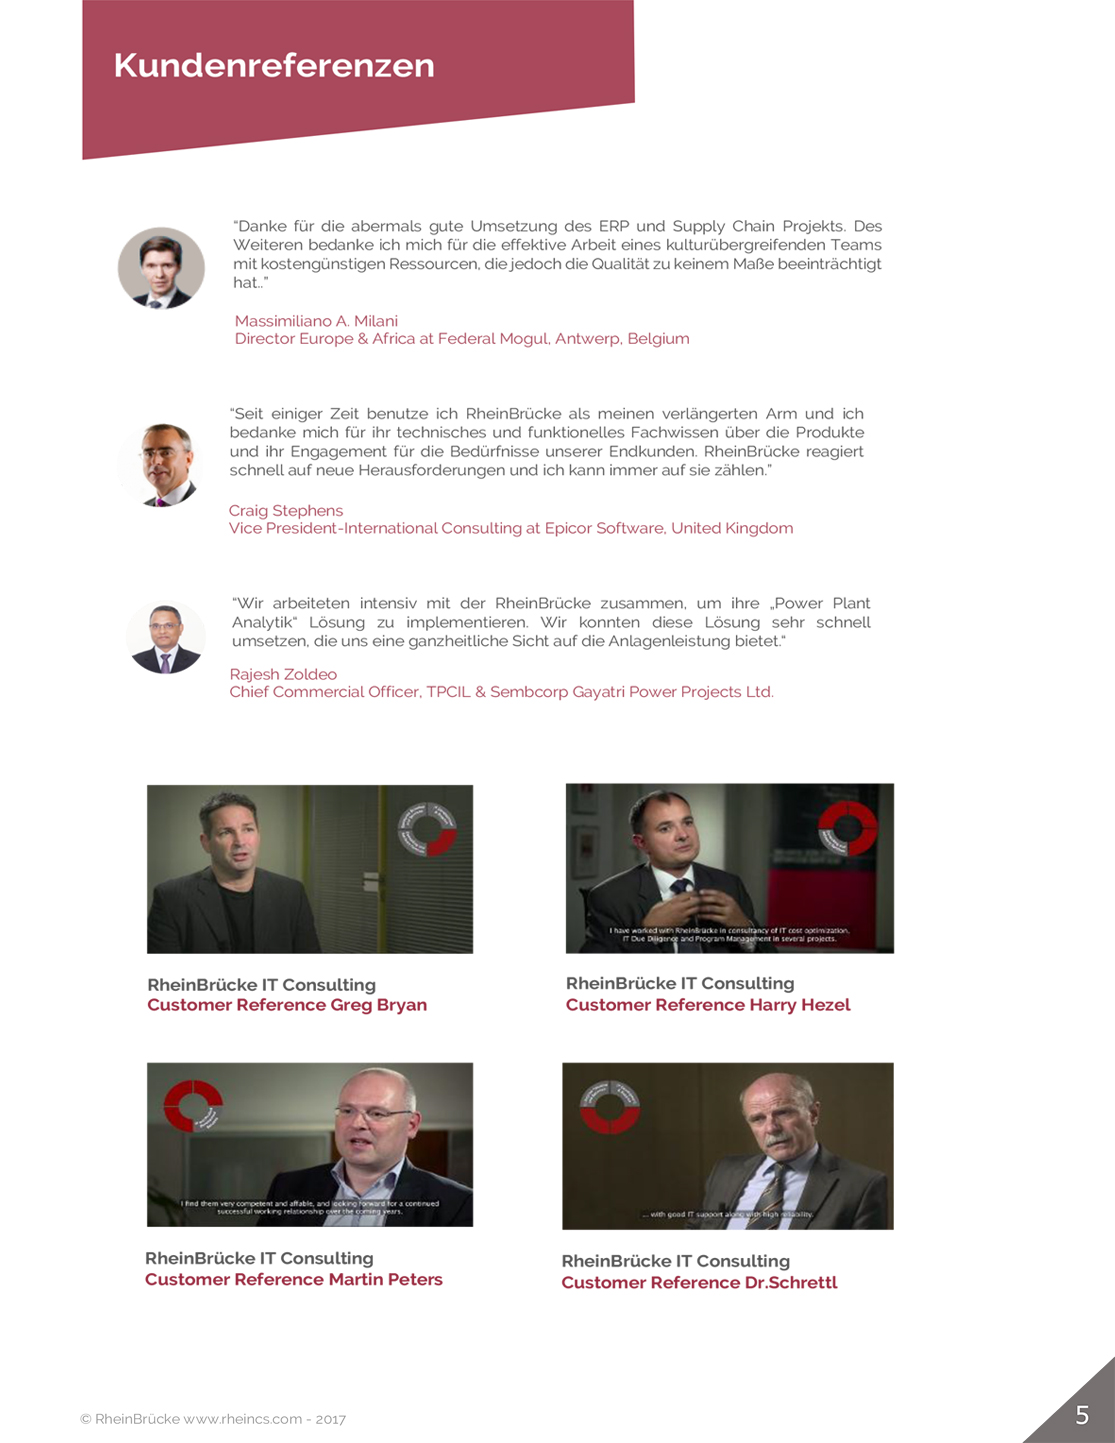 Kundenreferenzen
“Danke für die abermals gute Umsetzung des ERP und Supply Chain Projekts. Des
Weiteren bedanke ich mich für die effektive Arbeit eines kulturübergreifenden Teams
mit kostengünstigen Ressourcen, die jedoch die Qualität zu keinem Maße beeinträchtigt
hat..”
Massimiliano A. Milani
Director Europe & Africa at Federal Mogul, Antwerp, Belgium
“Seit einiger Zeit benutze ich RheinBrücke als meinen verlängerten Arm und ich
bedanke mich für ihr technisches und funktionelles Fachwissen über die Produkte
und ihr Engagement für die Bedürfnisse unserer Endkunden. RheinBrücke reagiert
schnell auf neue Herausforderungen und ich kann immer auf sie zählen.”
Craig Stephens
Vice President-International Consulting at Epicor Software, United Kingdom
“Wir arbeiteten intensiv mit der RheinBrücke zusammen, um ihre „Power Plant
Analytik“ Lösung zu implementieren. Wir konnten diese Lösung sehr schnell
umsetzen, die uns eine ganzheitliche Sicht auf die Anlagenleistung bietet.“
Rajesh Zoldeo
Chief Commercial Officer, TPCIL & Sembcorp Gayatri Power Projects Ltd.
I have worked with RheinBrücke in consultancy of IT cost optimization,
IT Due Diligence and Program Management in several projects.
RheinBrücke IT Consulting
Customer Reference Greg Bryan
RheinBrücke IT Consulting
Customer Reference Harry Hezel
I find them very competent and affable, and looking forward for a continued
successful working relationship over the coming years.
... with good IT support along with high reliability.
RheinBrücke IT Consulting
Customer Reference Martin Peters
RheinBrücke IT Consulting
Customer Reference Dr.Schrettl
© RheinBrücke www.rheincs.com - 2017
5